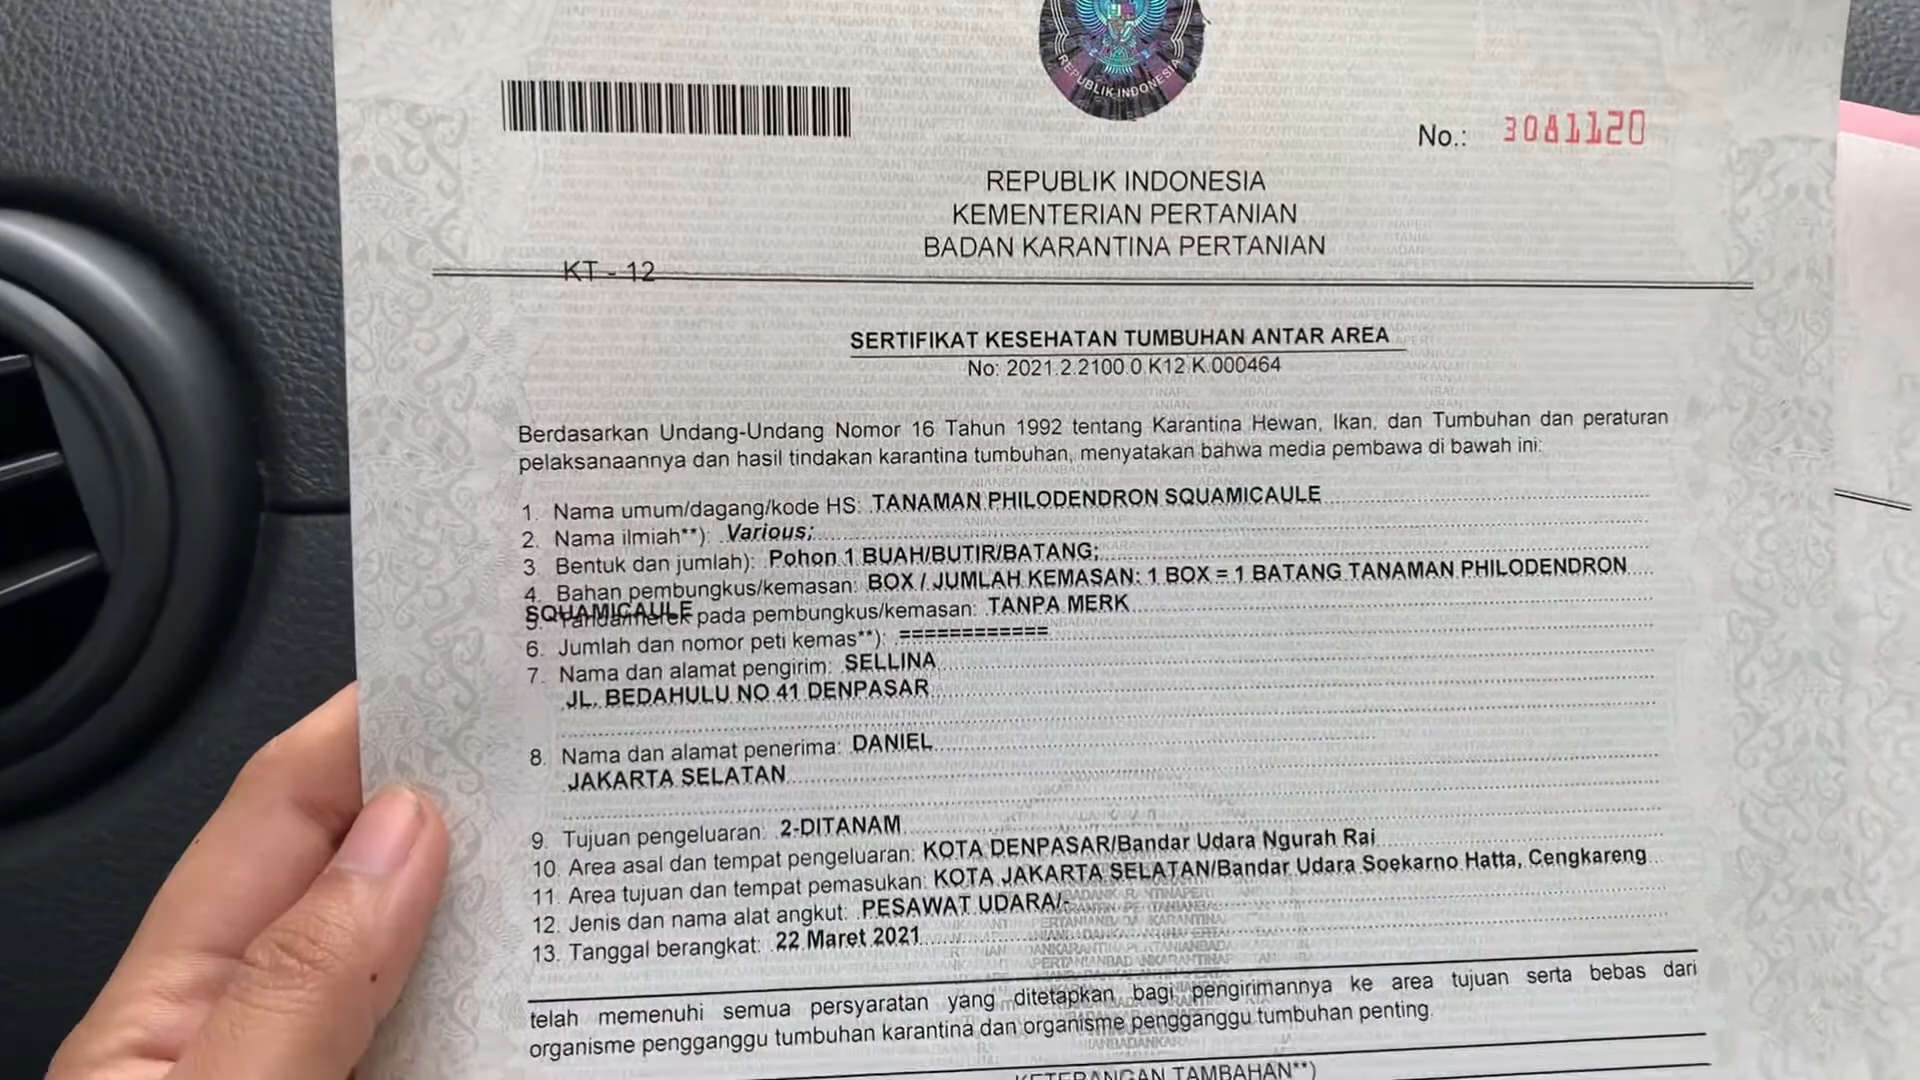 REPUBLIK INDONESIA
No.: 3081120
REPUBLIK INDONESIA
KEMENTERIAN PERTANIAN
BADAN KARANTINA PERTANIAN
KT - 12
SERTIFIKAT KESEHATAN TUMBUHAN ANTAR AREA
No: 2021.2.2100.0.K12.K.000464
Berdasarkan Undang-Undang Nomor 16 Tahun 1992 tentang Karantina Hewan, Ikan, dan Tumbuhan dan peraturan
pelaksanaannya dan hasil tindakan karantina tumbuhan, menyatakan bahwa media pembawa di bawah ini:
1. Nama umum/dagang/kode HS: TANAMAN PHILODENDRON SQUAMICAULE
2. Nama ilmiah**): Various;
3. Bentuk dan jumlah): Pohon 1 BUAH/BUTIR/BATANG;
4. Bahan pembungkus/kemasan: BOX / JUMLAH KEMASAN: 1 BOX = 1 BATANG TANAMAN PHILODENDRON
SQUAMICAULE
5. Tanda/merek pada pembungkus/kemasan: TANPA MERK
6. Jumlah dan nomor peti kemas**): ============
7. Nama dan alamat pengirim: SELLINA
JL. BEDAHULU NO 41 DENPASAR
8. Nama dan alamat penerima: DANIEL
JAKARTA SELATAN
9. Tujuan pengeluaran: 2-DITANAM
10. Area asal dan tempat pengeluaran: KOTA DENPASAR/Bandar Udara Ngurah Rai
11. Area tujuan dan tempat pemasukan: KOTA JAKARTA SELATAN/Bandar Udara Soekarno Hatta, Cengkareng
12. Jenis dan nama alat angkut: PESAWAT UDARA/-
13. Tanggal berangkat: 22 Maret 2021
telah memenuhi semua persyaratan yang ditetapkan bagi pengirimannya ke area tujuan serta bebas dari
organisme pengganggu tumbuhan karantina dan organisme pengganggu tumbuhan penting.
KETERANGAN TAMBAHAN**)